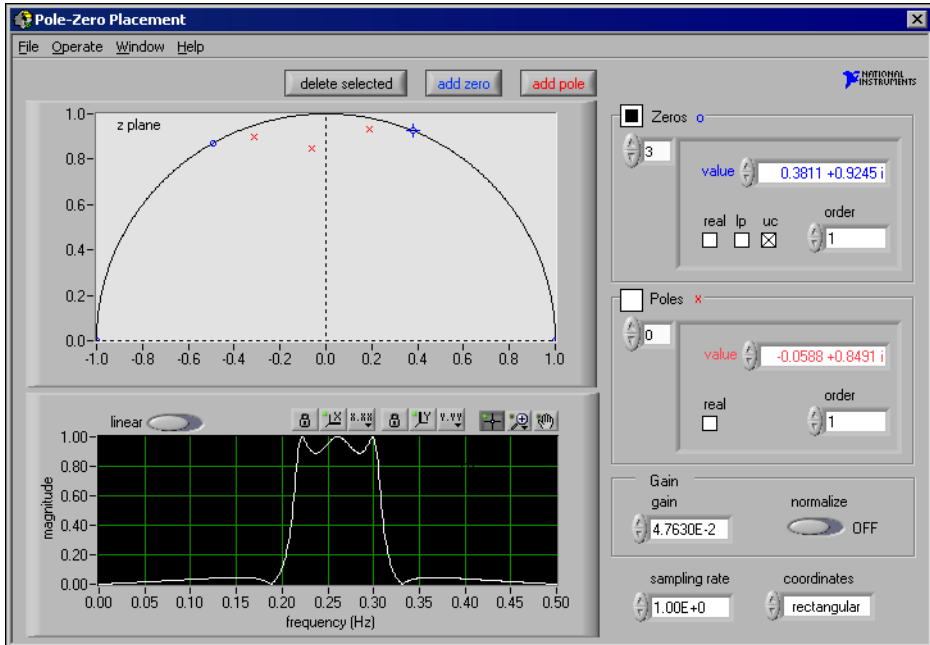 Pole-Zero Placement
File Operate Window Help
delete selected add zero add pole
NATIONAL INSTRUMENTS
z plane
1.0
0.8
0.6
0.4
0.2
0.0
-1.0 -0.8 -0.6 -0.4 -0.2 0.0 0.2 0.4 0.6 0.8 1.0
Zeros o
3
value 0.3811 +0.9245 i
real lp uc
order
1
Poles x
0
value -0.0588 +0.8491 i
real
order
1
linear
X X.XX Y Y.YY
magnitude
1.00
0.80
0.60
0.40
0.20
0.00
0.00 0.05 0.10 0.15 0.20 0.25 0.30 0.35 0.40 0.45 0.50
frequency (Hz)
Gain
gain
4.7630E-2
normalize
OFF
sampling rate
1.00E+0
coordinates
rectangular